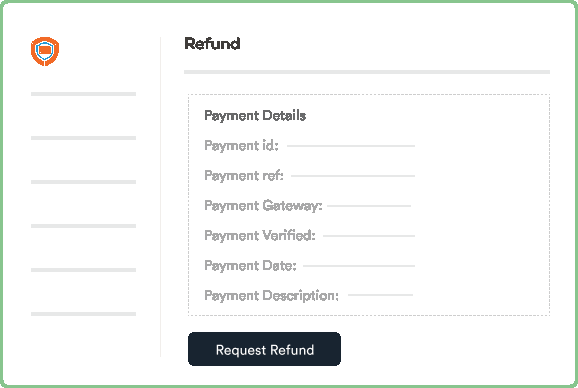 Refund
Payment Details
Payment id:
Payment ref:
Payment Gateway:
Payment Verified:
Payment Date:
Payment Description:
Request Refund